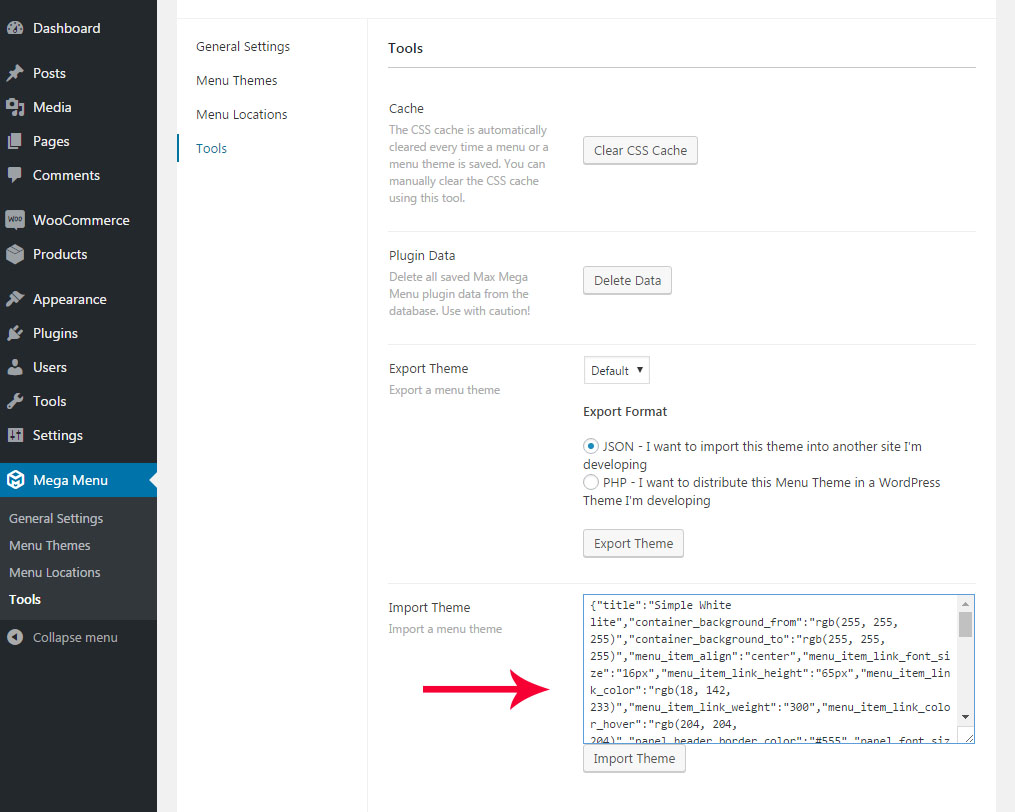 Dashboard
Posts
Media
Pages
Comments
WOO
WooCommerce
Products
Appearance
Plugins
Users
Tools
Settings
Mega Menu
General Settings
Menu Themes
Menu Locations
Tools
Collapse menu
General Settings
Menu Themes
Menu Locations
Tools
Tools
Cache
The CSS cache is automatically
cleared every time a menu or a
menu theme is saved. You can
manually clear the CSS cache
using this tool.
Clear CSS Cache
Plugin Data
Delete all saved Max Mega
Menu plugin data from the
database. Use with caution!
Delete Data
Export Theme
Export a menu theme
Default
Export Format
JSON - I want to import this theme into another site I'm
developing
PHP - I want to distribute this Menu Theme in a WordPress
Theme I'm developing
Export Theme
Import Theme
Import a menu theme
{"title":"Simple White
lite","container_background_from":"rgb(255, 255,
255)","container_background_to":"rgb(255, 255,
255)","menu_item_align":"center","menu_item_link_font_si
ze":"16px","menu_item_link_height":"65px","menu_item_lin
k_color":"rgb(18, 142,
233)","menu_item_link_weight":"300","menu_item_link_colo
r_hover":"rgb(204, 204,
204)","panel_header_border_color":"#555","panel_font_siz
Import Theme